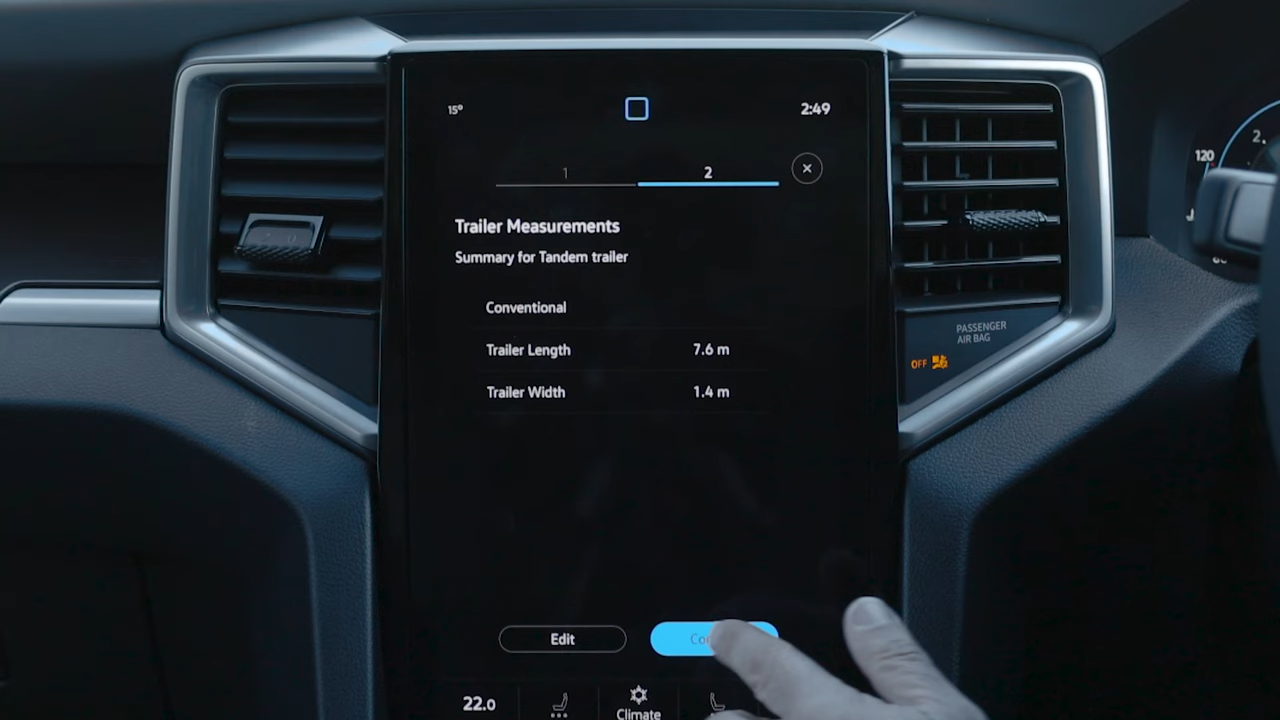 15°
2:49
1
2
Trailer Measurements
Summary for Tandem trailer
Conventional
Trailer Length 7.6 m
Trailer Width 1.4 m
Edit
22.0
Climate
PASSENGER
AIR BAG
OFF
120
2.